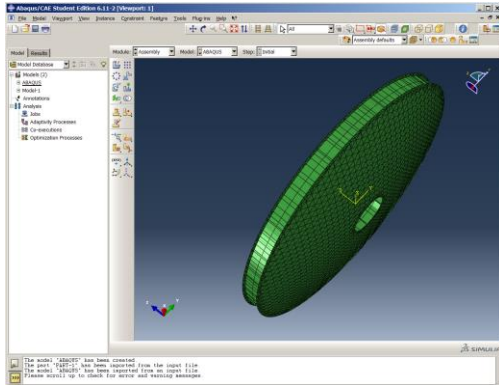 Abaqus/CAE Student Edition 6.11-2 [Viewport: 1]
File Model Viewport View Instance Constraint Feature Tools Plug-ins Help
All
Assembly defaults
Model Results
Module: Assembly Model: ABAQUS Step: Initial
Model Database
Models (2)
ABAQUS
Model-1
Annotations
Analysis
Jobs
Adaptivity Processes
Co-executions
Optimization Processes
SIMULIA
The model "ABAQUS" has been created.
The part "PART-1" has been imported from the input file.
The model "ABAQUS" has been imported from an input file.
Please scroll up to check for error and warning messages.